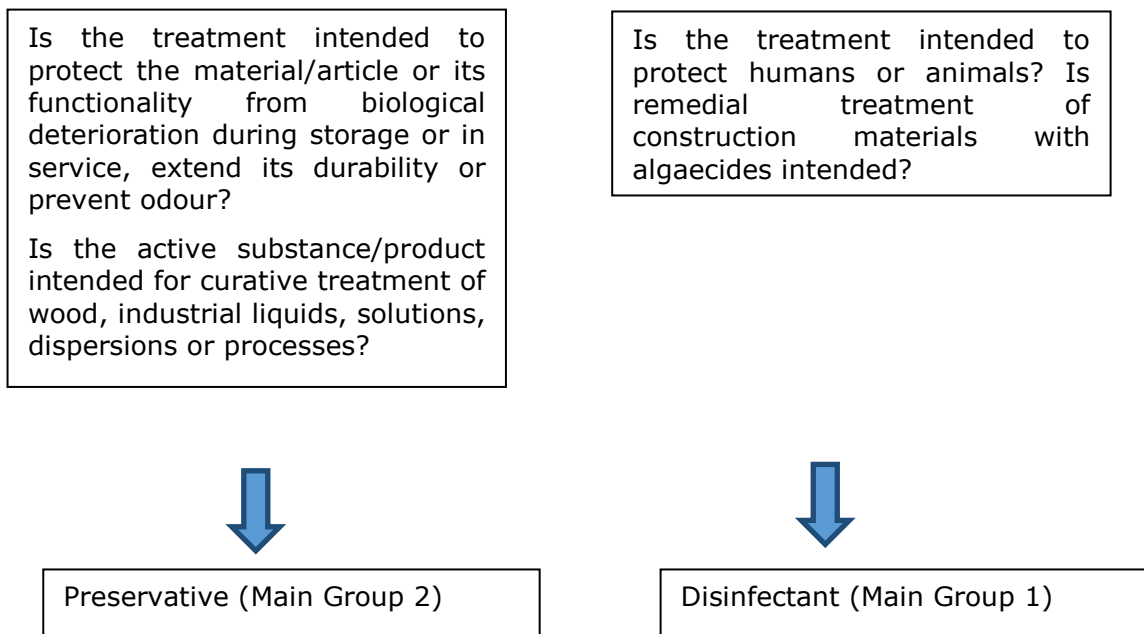 Is the treatment intended to
protect the material/article or its
functionality from biological
deterioration during storage or in
service, extend its durability or
prevent odour?
Is the active substance/product
intended for curative treatment of
wood, industrial liquids, solutions,
dispersions or processes?
Is the treatment intended to
protect humans or animals? Is
remedial treatment of
construction materials with
algaecides intended?
Preservative (Main Group 2)
Disinfectant (Main Group 1)